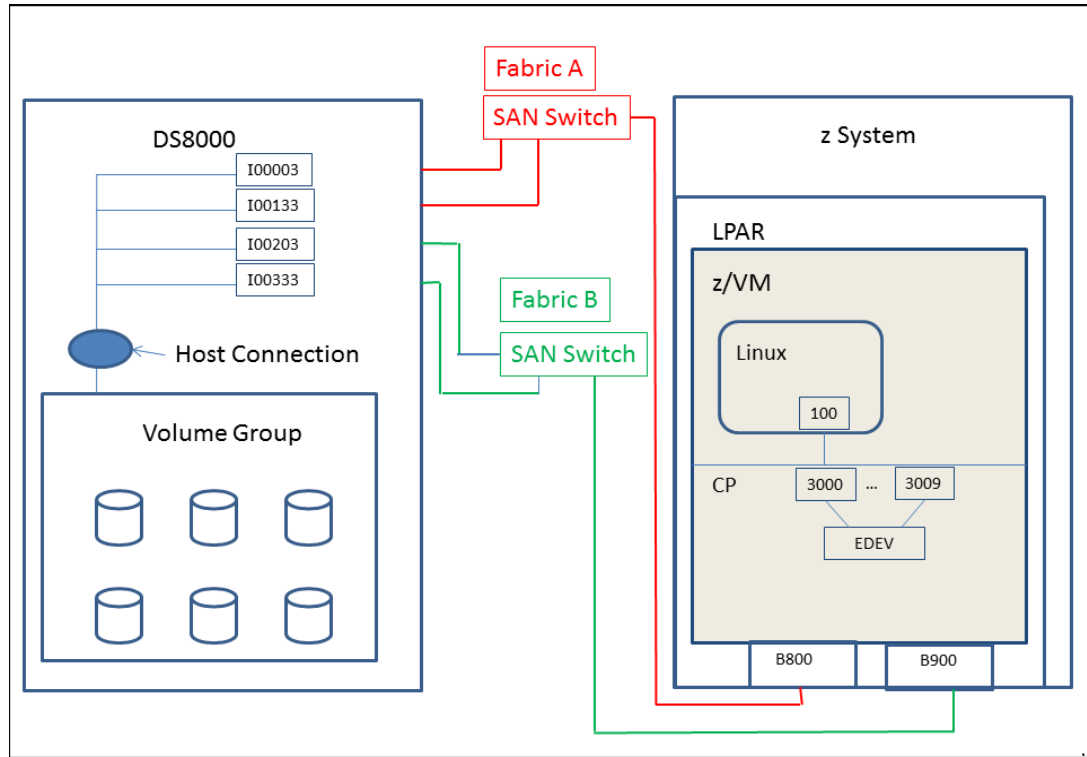 Fabric A
SAN Switch
DS8000
I00003
I00133
I00203
I00333
Host Connection
Volume Group
Fabric B
SAN Switch
z System
LPAR
z/VM
Linux
100
CP
3000 ... 3009
EDEV
B800
B900
.